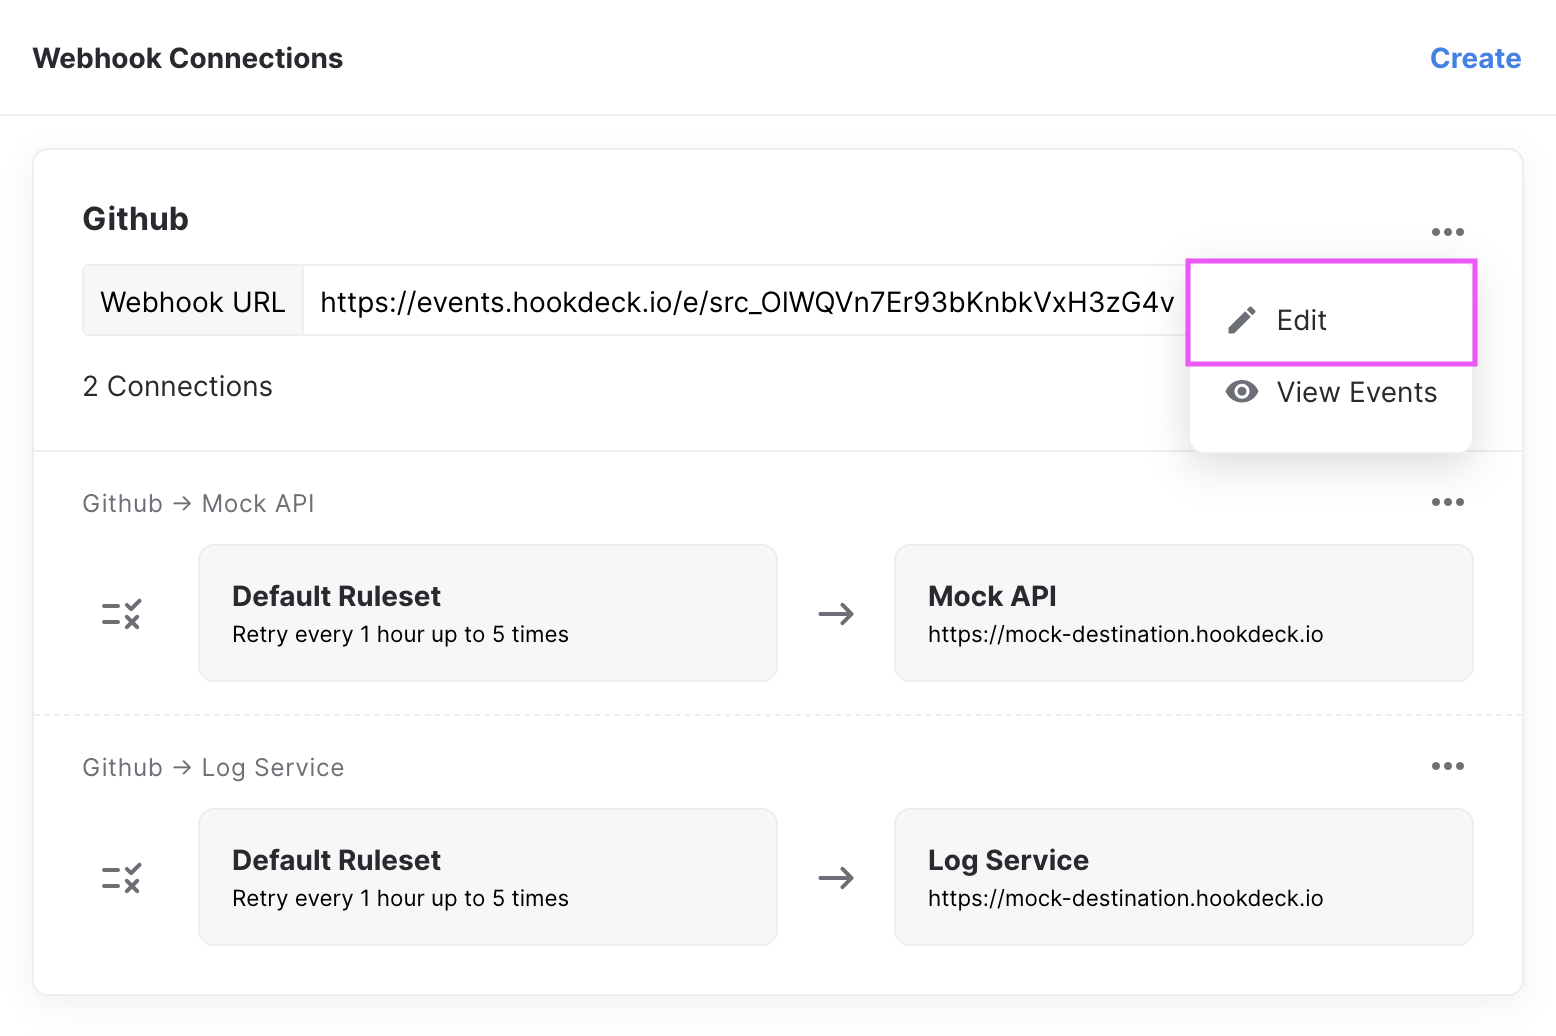 Webhook Connections
Create
Github
Webhook URL
https://events.hookdeck.io/e/src_OIWQVn7Er93bKnbkVxH3zG4v
Edit
2 Connections
View Events
Github → Mock API
Default Ruleset
Retry every 1 hour up to 5 times
Mock API
https://mock-destination.hookdeck.io
Github → Log Service
Default Ruleset
Retry every 1 hour up to 5 times
Log Service
https://mock-destination.hookdeck.io